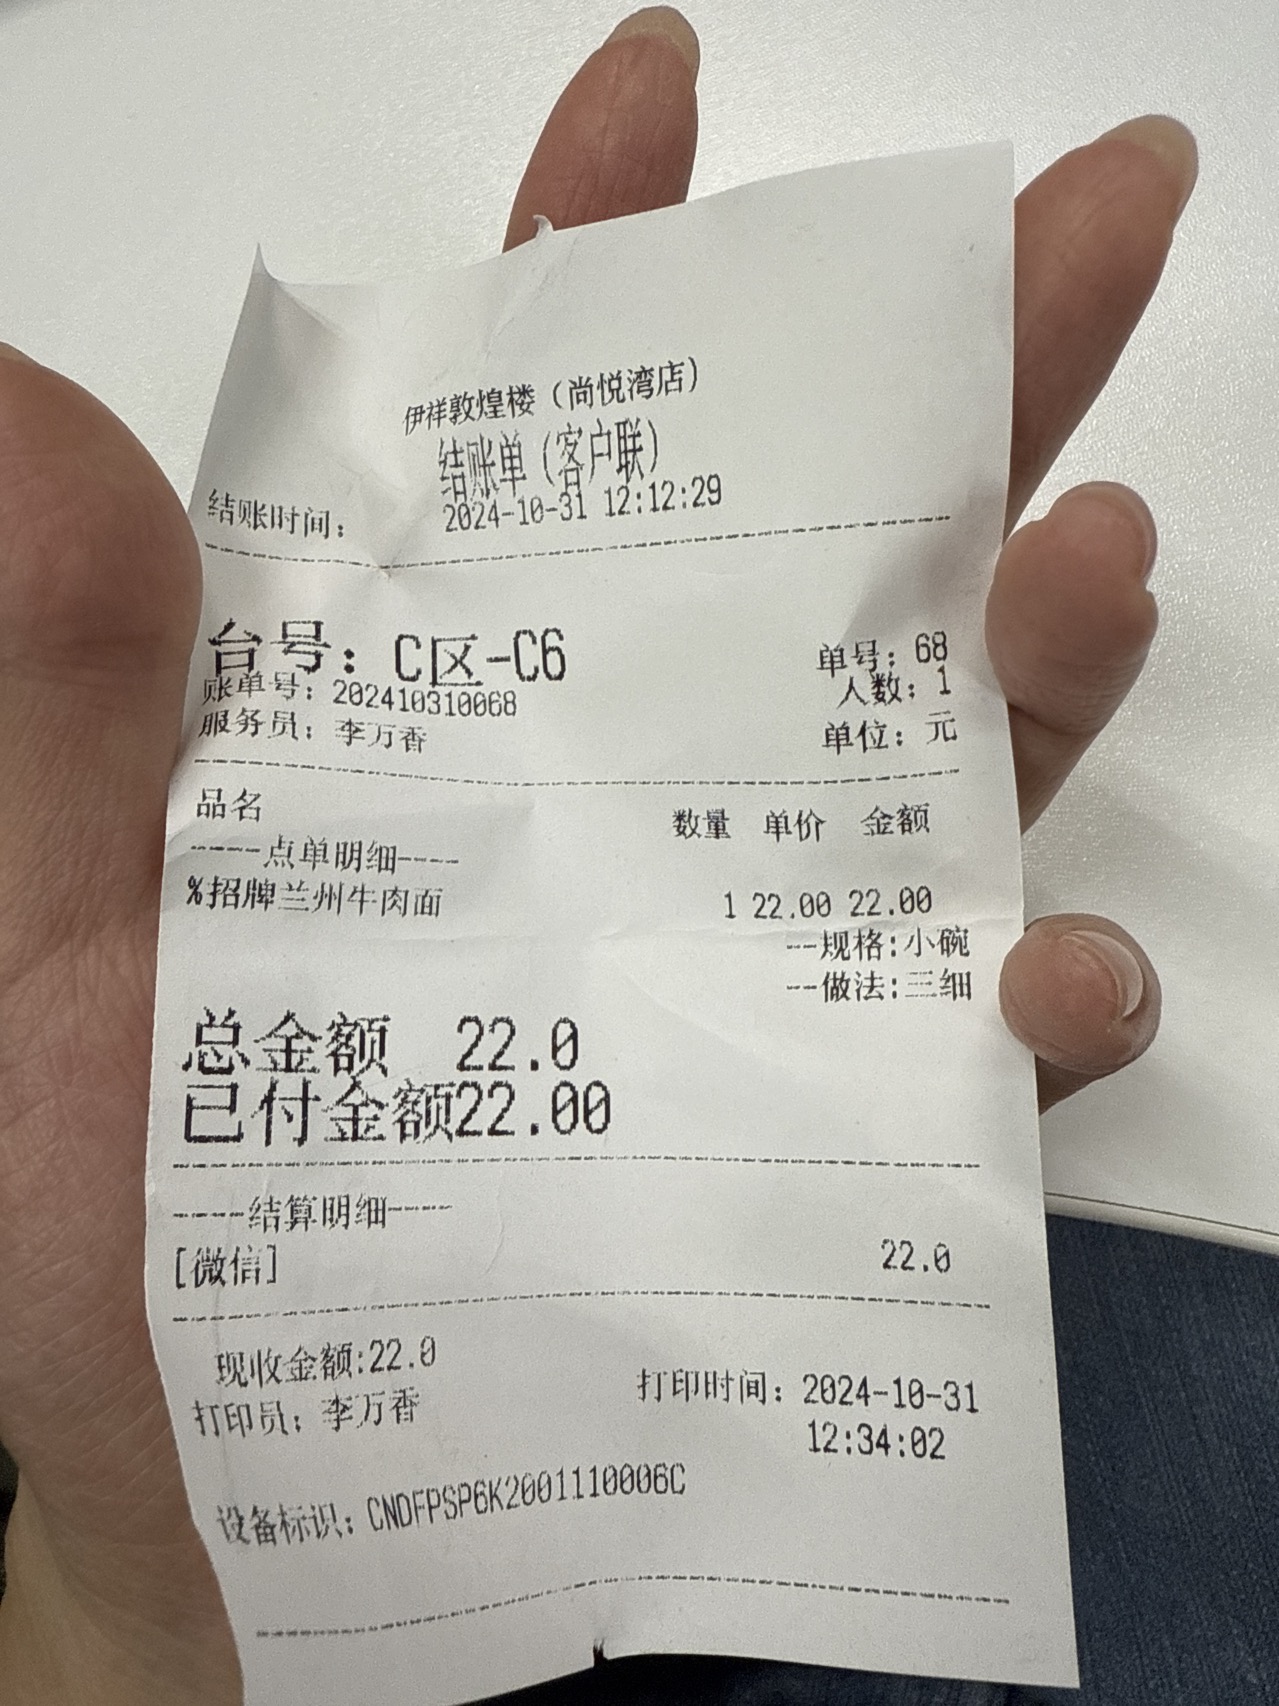 伊祥敦煌楼（尚悦湾店）
结账单（客户联）
结账时间： 2024-10-31 12:12:29
台号：C区-C6 单号：68
账单号：202410310068 人数：1
服务员：李万香 单位：元
品名 数量 单价 金额
-----点单明细----
%招牌兰州牛肉面 1 22.00 22.00
--规格:小碗
--做法:三细
总金额 22.0
已付金额22.00
-----结算明细-----
[微信] 22.0
现收金额:22.0
打印员：李万香 打印时间：2024-10-31
12:34:02
设备标识：CNDFPSP6K2001110006C